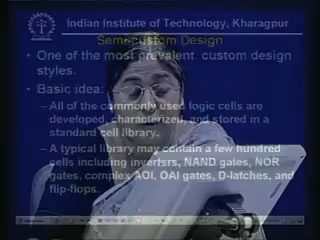 Indian Institute of Technology, Kharagpur
Semi-custom Design
• One of the most prevalent custom design
styles.
• Basic idea:
– All of the commonly used logic cells are
developed, characterized, and stored in a
standard cell library.
– A typical library may contain a few hundred
cells including inverters, NAND gates, NOR
gates, complex AOI, OAI gates, D-latches, and
flip-flops.